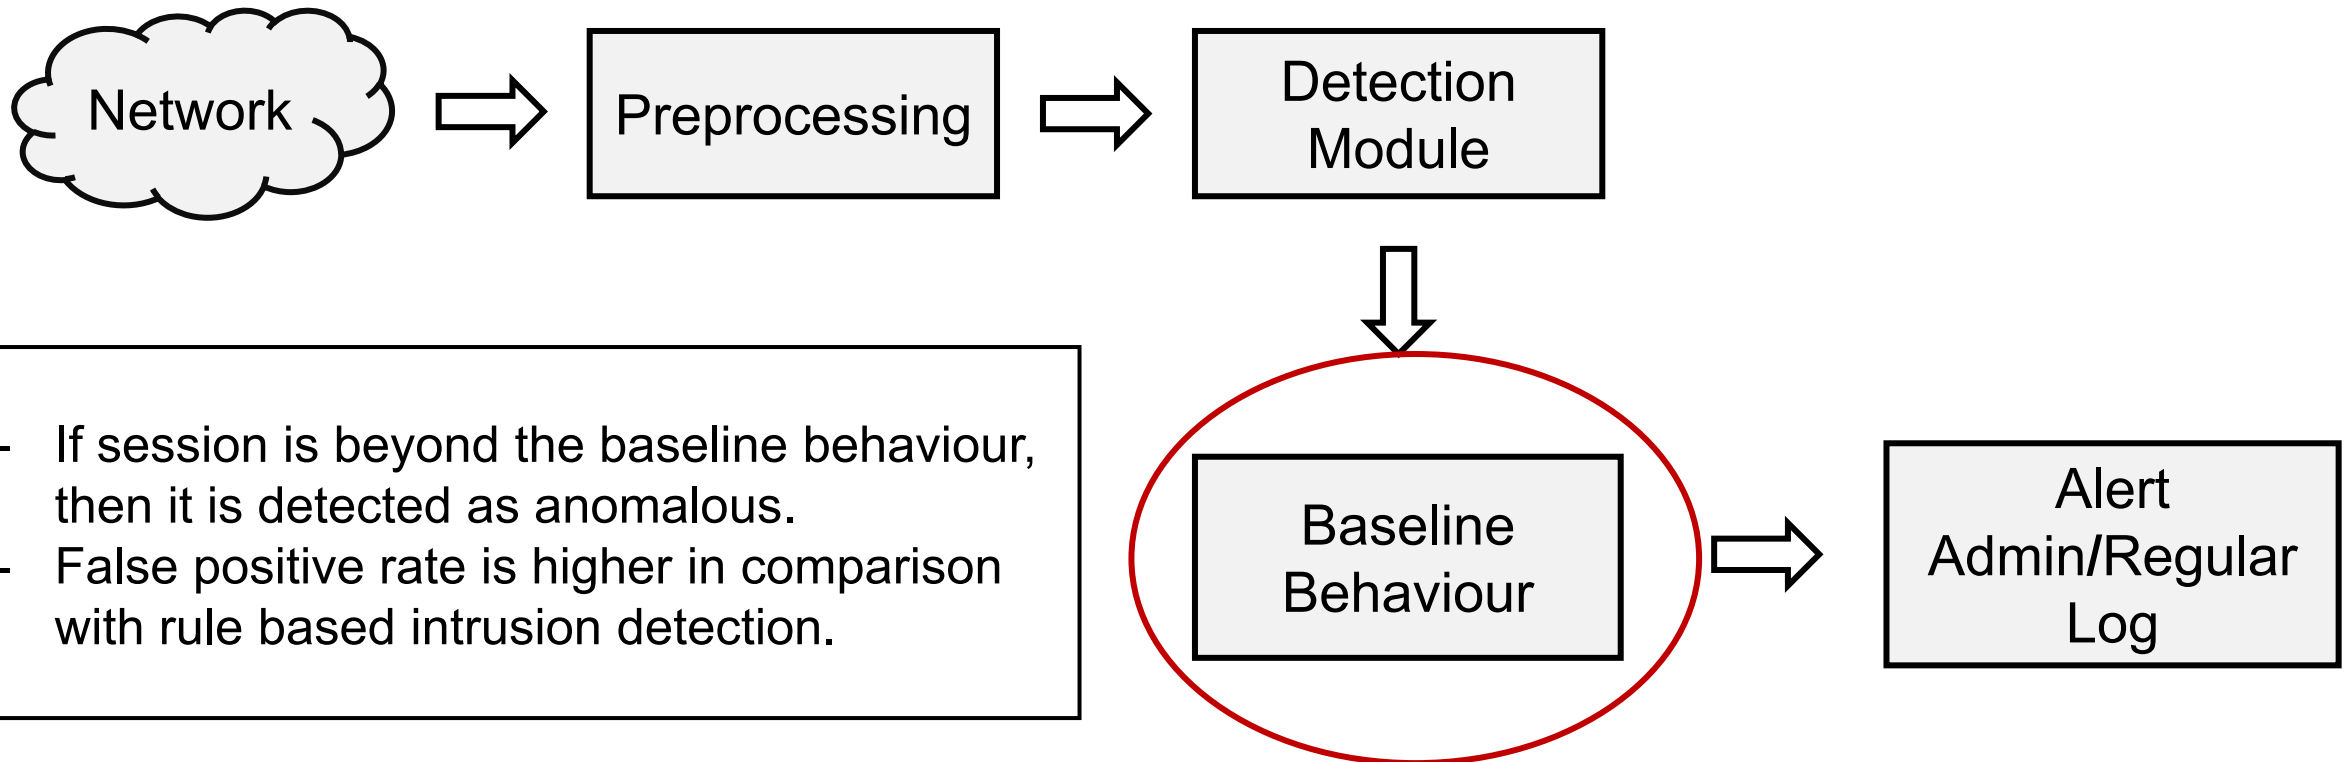 Network
Preprocessing
Detection
Module
- If session is beyond the baseline behaviour,
then it is detected as anomalous.
- False positive rate is higher in comparison
with rule based intrusion detection.
Baseline
Behaviour
Alert
Admin/Regular
Log